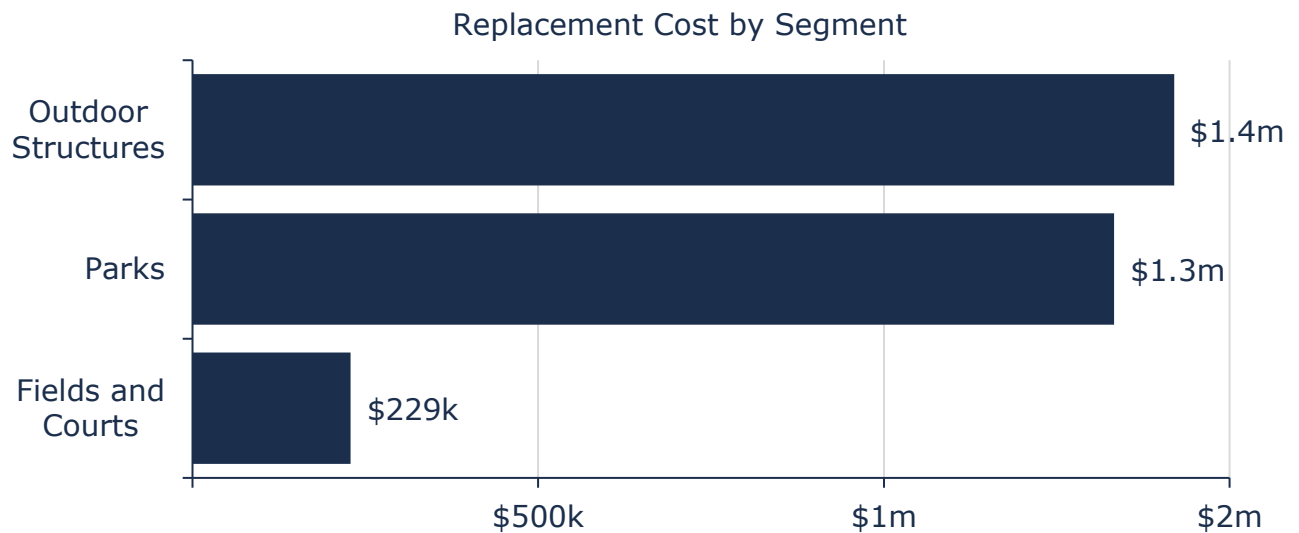 Replacement Cost by Segment
Outdoor
Structures
$1.4m
Parks
$1.3m
Fields and
Courts
$229k
$500k
$1m
$2m